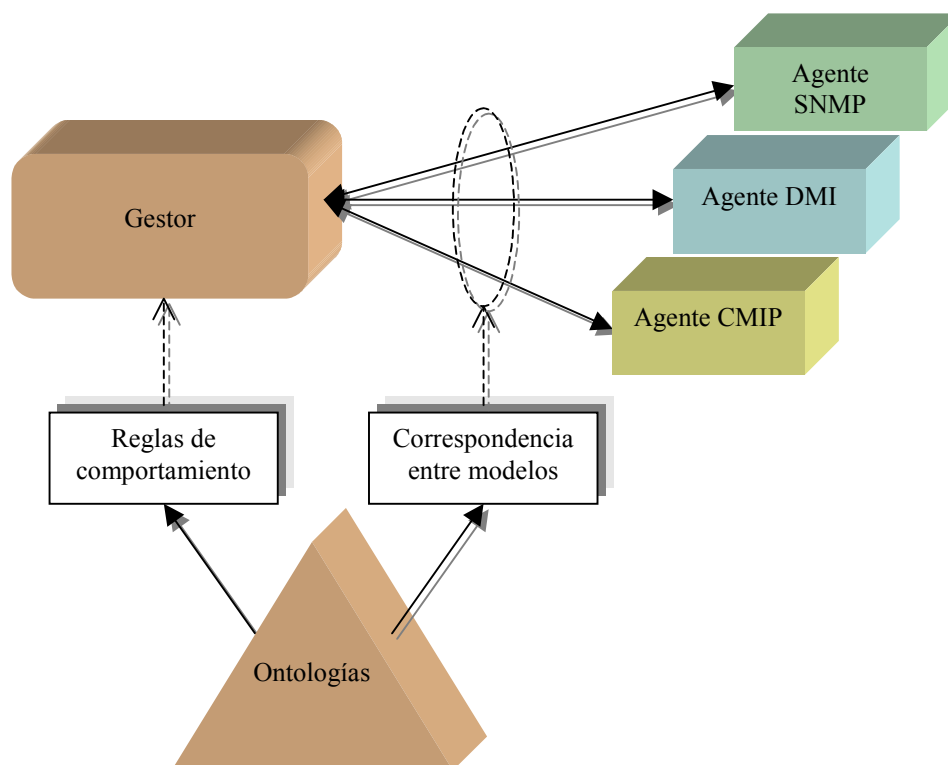 Agente
SNMP
Agente DMI
Gestor
Agente CMIP
Reglas de
comportamiento
Correspondencia
entre modelos
Ontologías